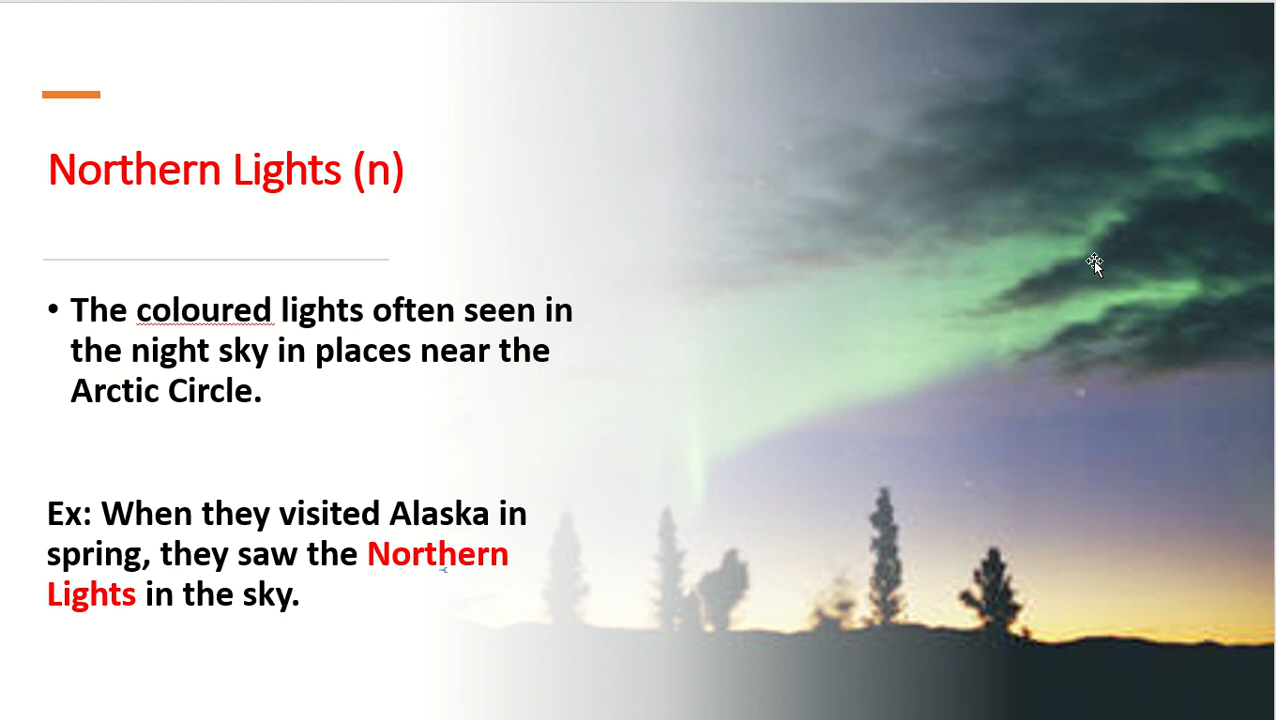 Northern Lights (n)
• The coloured lights often seen in
the night sky in places near the
Arctic Circle.
Ex: When they visited Alaska in
spring, they saw the Northern
Lights in the sky.